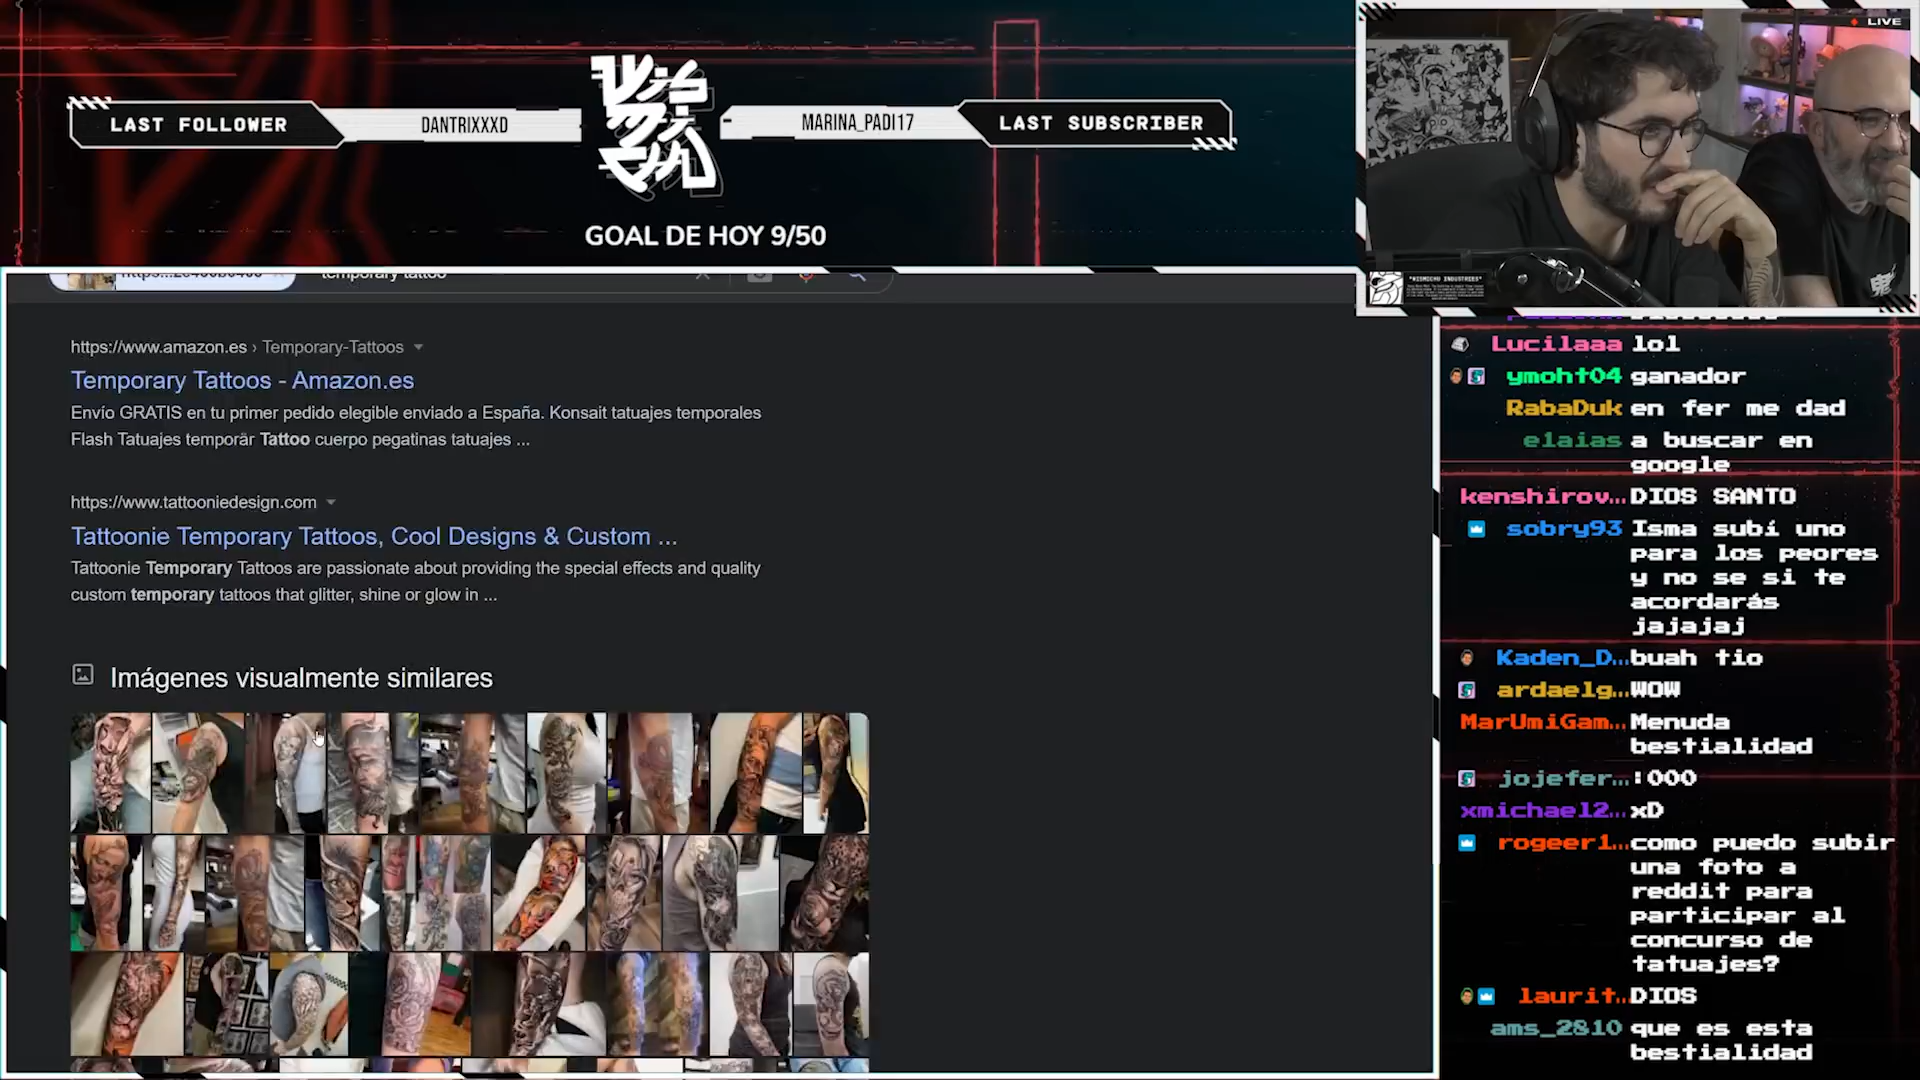 LIVE
LAST FOLLOWER
DANTRIXXXD
MARINA_PADI17
LAST SUBSCRIBER
GOAL DE HOY 9/50
temporary tattoo
https://www.amazon.es › Temporary-Tattoos
Temporary Tattoos - Amazon.es
Envío GRATIS en tu primer pedido elegible enviado a España. Konsait tatuajes temporales
Flash Tatuajes temporär Tattoo cuerpo pegatinas tatuajes ...
https://www.tattooniedesign.com
Tattoonie Temporary Tattoos, Cool Designs & Custom ...
Tattoonie Temporary Tattoos are passionate about providing the special effects and quality
custom temporary tattoos that glitter, shine or glow in ...
Imágenes visualmente similares
"HISMICHU INDUSTRIES"
鬼
Lucilaaa lol
ymoht04 ganador
RabaDuk en fer me dad
elaias a buscar en
google
kenshirov... DIOS SANTO
sobry93 Isma subí uno
para los peores
y no se si te
acordarás
jajajaj
Kaden_D... buah tio
ardaelg... WOW
MarUmiGam... Menuda
bestialidad
jojefer... :000
xmichael2... xD
rogeer1... como puedo subir
una foto a
reddit para
participar al
concurso de
tatuajes?
laurit... DIOS
ams_2810 que es esta
bestialidad